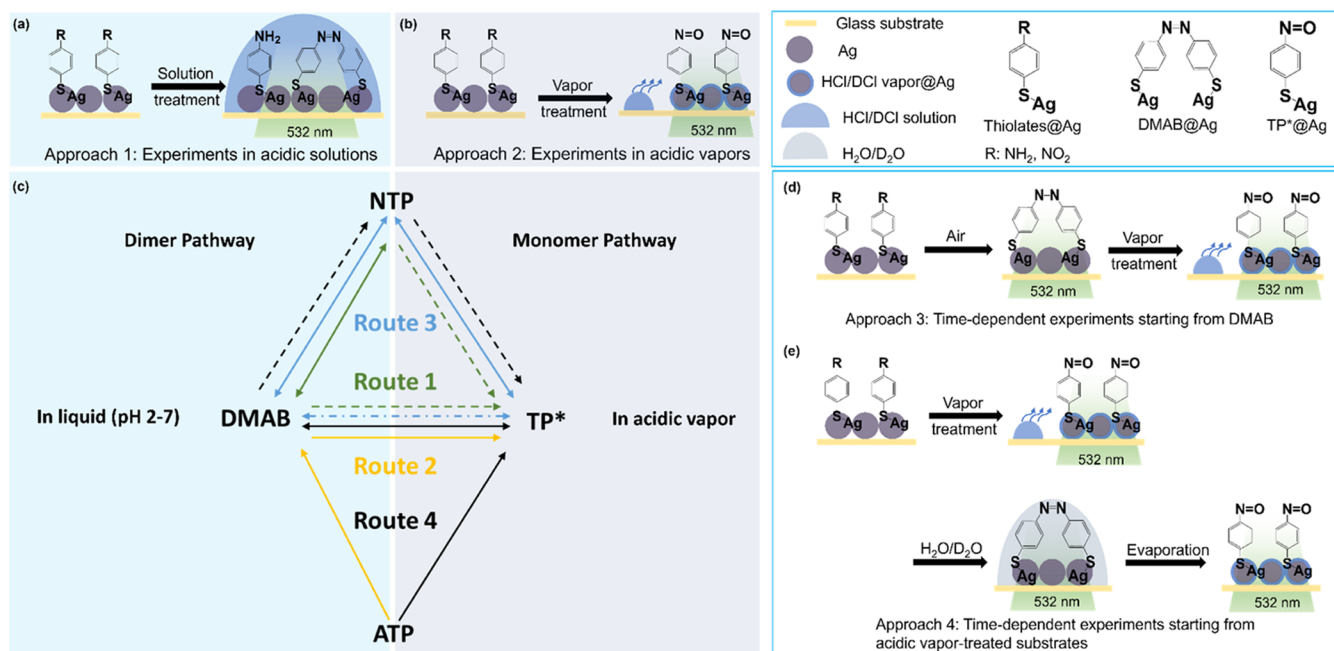 (a)
R
R
S
Ag
S
Ag
Solution
treatment
NH₂
N=N
S
Ag
S
Ag
S
Ag
532 nm
Approach 1: Experiments in acidic solutions
(b)
R
R
S
Ag
S
Ag
Vapor
treatment
N=O
N=O
S
Ag
S
Ag
532 nm
Approach 2: Experiments in acidic vapors
Glass substrate
Ag
HCl/DCl vapor@Ag
HCl/DCl solution
H₂O/D₂O
R
S
Ag
Thiolates@Ag
R: NH₂, NO₂
N=N
S
Ag
S
Ag
DMAB@Ag
N=O
S
Ag
TP*@Ag
(c)
NTP
Dimer Pathway
Monomer Pathway
Route 3
Route 1
In liquid (pH 2-7)
DMAB
TP*
In acidic vapor
Route 2
Route 4
ATP
(d)
R
R
S
Ag
S
Ag
Air
N=N
S
Ag
S
Ag
532 nm
Vapor
treatment
N=O
N=O
S
Ag
S
Ag
532 nm
Approach 3: Time-dependent experiments starting from DMAB
(e)
R
R
S
Ag
S
Ag
Vapor
treatment
N=O
N=O
S
Ag
S
Ag
532 nm
H₂O/D₂O
N=N
S
Ag
S
Ag
532 nm
Evaporation
N=O
N=O
S
Ag
S
Ag
532 nm
Approach 4: Time-dependent experiments starting from
acidic vapor-treated substrates